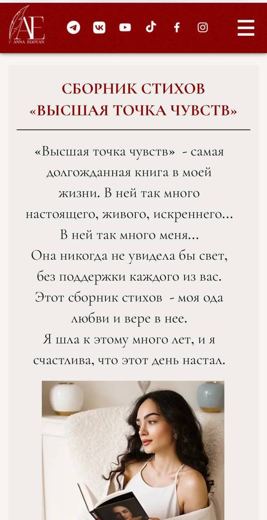 AE
СБОРНИК СТИХОВ
«ВЫСШАЯ ТОЧКА ЧУВСТВ»
«Высшая точка чувств» - самая
долгожданная книга в моей
жизни. В ней так много
настоящего, живого, искреннего...
В ней так много меня...
Она никогда не увидела бы свет,
без поддержки каждого из вас.
Этот сборник стихов - моя ода
любви и вере в нее.
Я шла к этому много лет, и я
счастлива, что этот день настал.